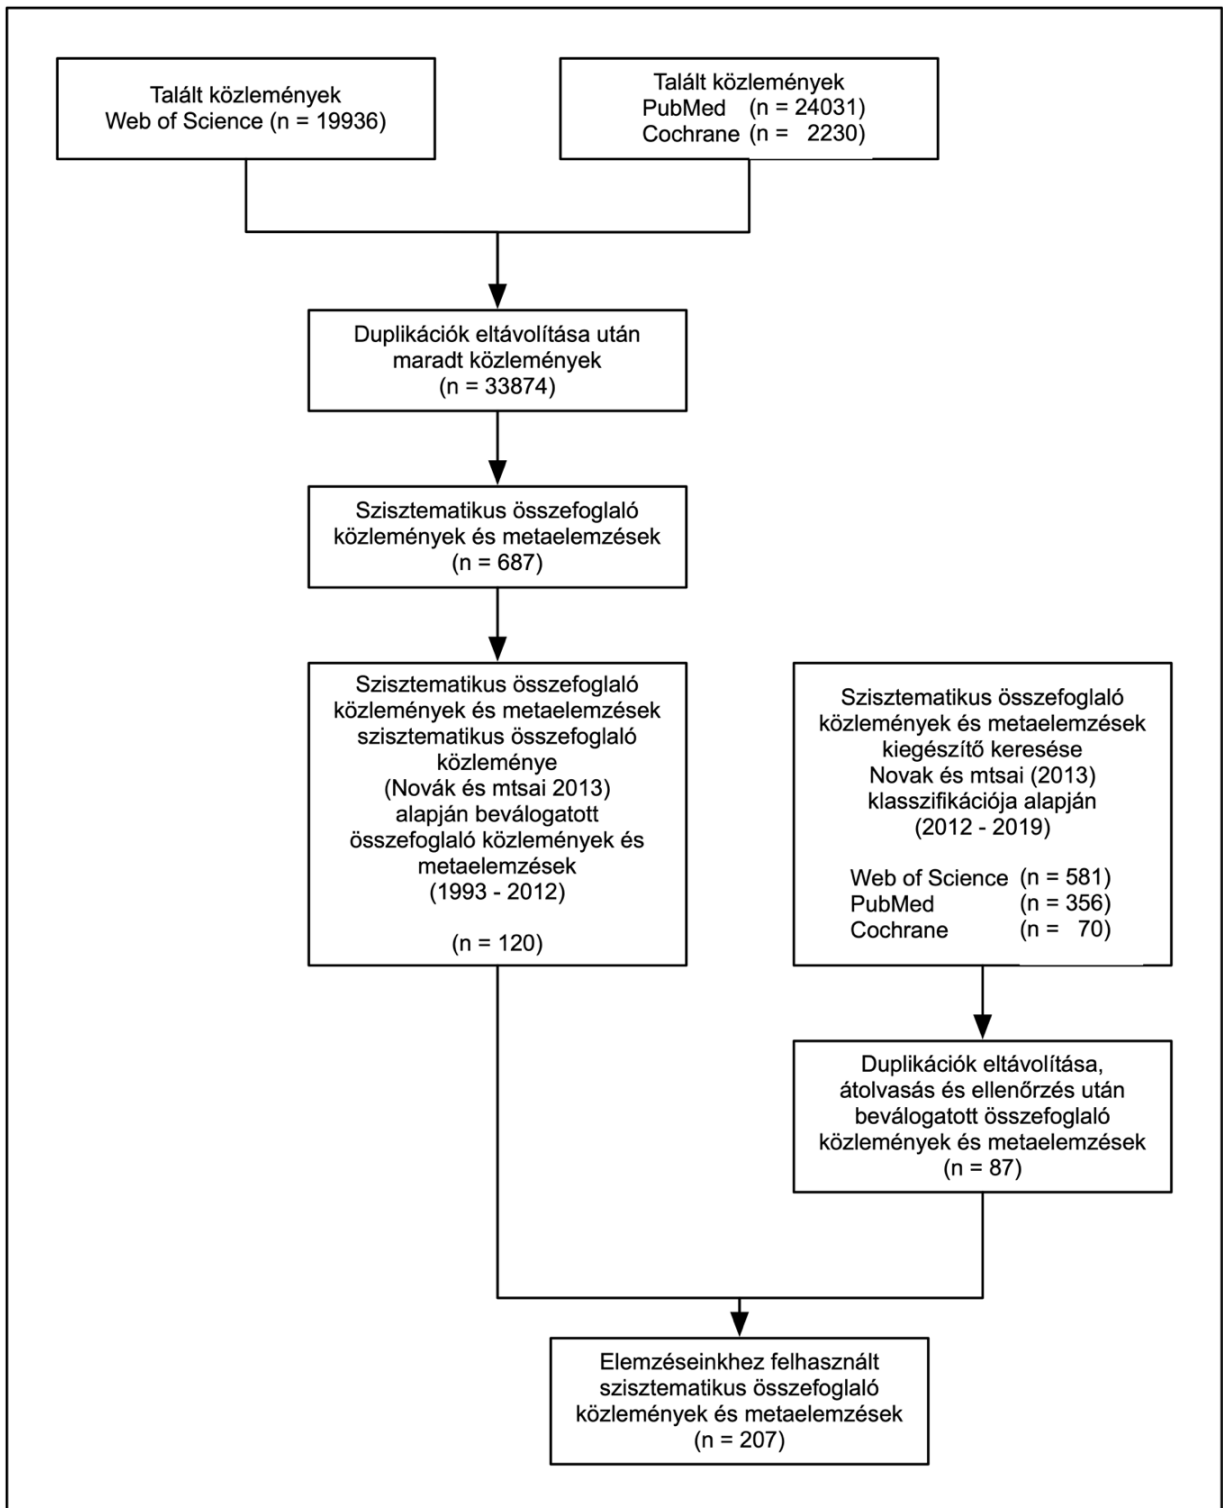 Talált közlemények
Web of Science (n = 19936)
Talált közlemények
PubMed (n = 24031)
Cochrane (n = 2230)
Duplikációk eltávolítása után
maradt közlemények
(n = 33874)
Szisztematikus összefoglaló
közlemények és metaelemzések
(n = 687)
Szisztematikus összefoglaló
közlemények és metaelemzések
szisztematikus összefoglaló
közleménye
(Novák és mtsai 2013)
alapján beválogatott
összefoglaló közlemények és
metaelemzések
(1993 - 2012)
(n = 120)
Szisztematikus összefoglaló
közlemények és metaelemzések
kiegészítő keresése
Novak és mtsai (2013)
klasszifikációja alapján
(2012 - 2019)
Web of Science (n = 581)
PubMed (n = 356)
Cochrane (n = 70)
Duplikációk eltávolítása,
átolvasás és ellenőrzés után
beválogatott összefoglaló
közlemények és metaelemzések
(n = 87)
Elemzéseinkhez felhasznált
szisztematikus összefoglaló
közlemények és metaelemzések
(n = 207)